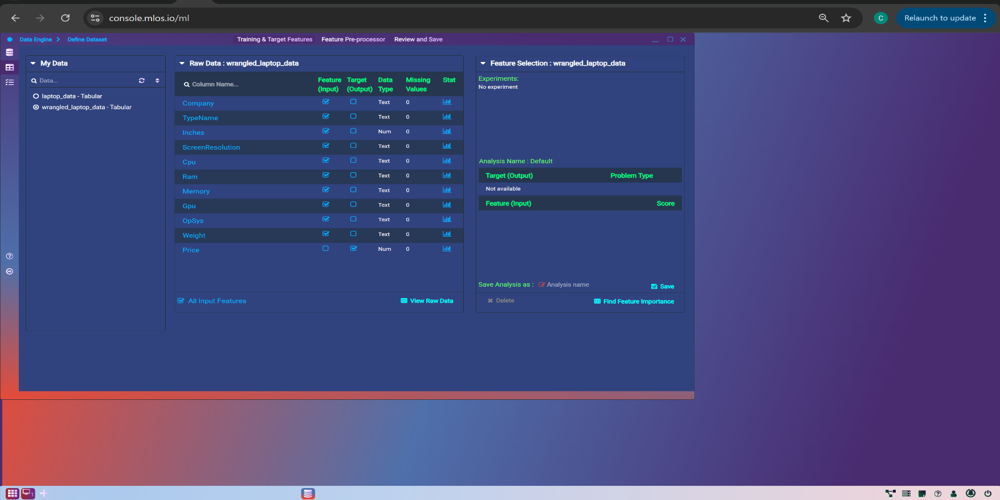 console.mlos.io/ml
C
Relaunch to update
Data Engine
Define Dataset
Training & Target Features
Feature Pre-processor
Review and Save
My Data
Data...
laptop_data - Tabular
wrangled_laptop_data - Tabular
Raw Data : wrangled_laptop_data
Column Name... Feature (Input) Target (Output) Data Type Missing Values Stat
Company Text 0
TypeName Text 0
Inches Num 0
ScreenResolution Text 0
Cpu Text 0
Ram Text 0
Memory Text 0
Gpu Text 0
OpSys Text 0
Weight Text 0
Price Num 0
All Input Features
View Raw Data
Feature Selection : wrangled_laptop_data
Experiments:
No experiment
Analysis Name : Default
Target (Output) Problem Type
Not available
Feature (Input) Score
Save Analysis as : Analysis name
Save
Delete
Find Feature Importance
1